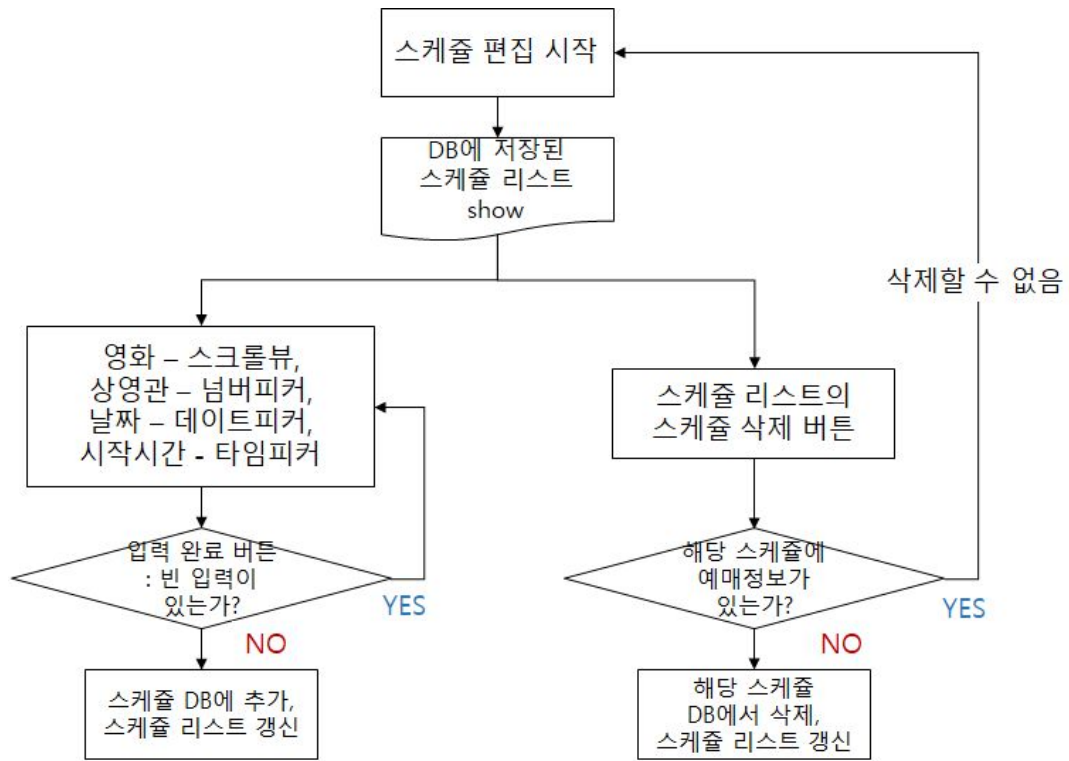 스케쥴 편집 시작
DB에 저장된
스케쥴 리스트
show
삭제할 수 없음
영화 – 스크롤뷰,
상영관 – 넘버피커,
날짜 – 데이트피커,
시작시간 - 타임피커
스케쥴 리스트의
스케쥴 삭제 버튼
입력 완료 버튼
: 빈 입력이
있는가?
YES
NO
해당 스케쥴에
예매정보가
있는가?
YES
NO
스케쥴 DB에 추가,
스케쥴 리스트 갱신
해당 스케쥴
DB에서 삭제,
스케쥴 리스트 갱신